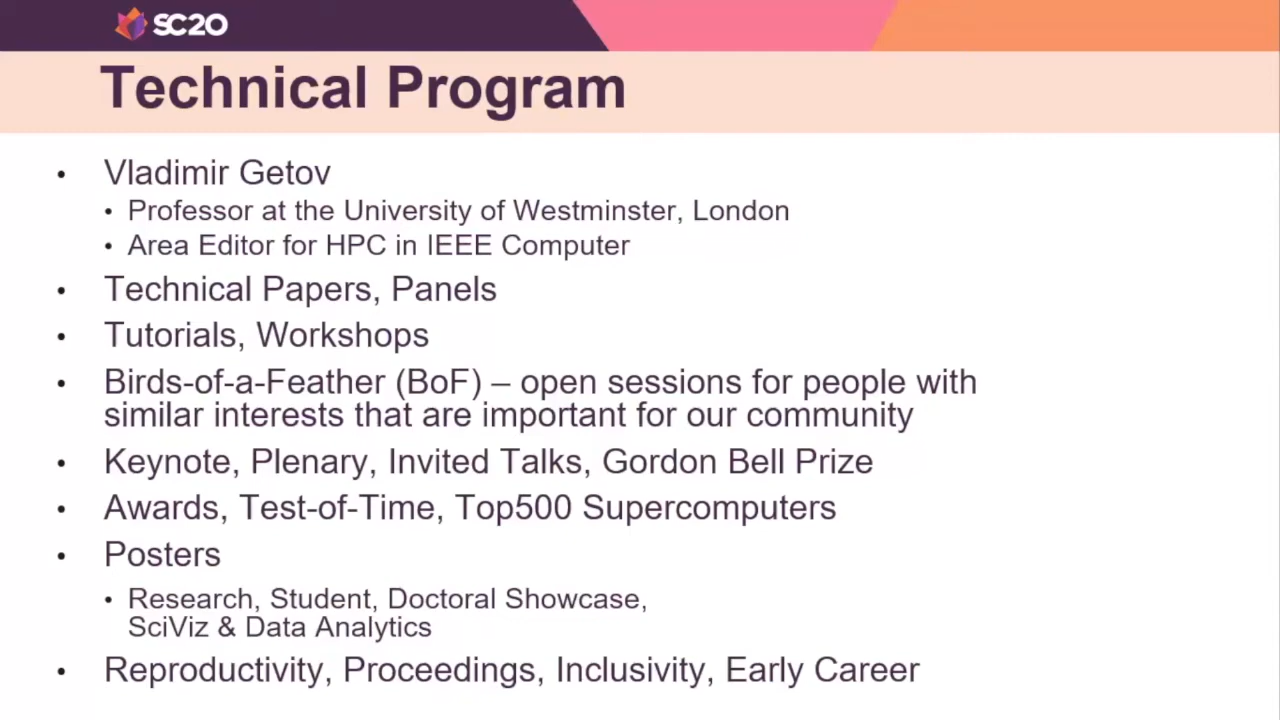 SC20
Technical Program
• Vladimir Getov
• Professor at the University of Westminster, London
• Area Editor for HPC in IEEE Computer
• Technical Papers, Panels
• Tutorials, Workshops
• Birds-of-a-Feather (BoF) – open sessions for people with
similar interests that are important for our community
• Keynote, Plenary, Invited Talks, Gordon Bell Prize
• Awards, Test-of-Time, Top500 Supercomputers
• Posters
• Research, Student, Doctoral Showcase,
SciViz & Data Analytics
• Reproductivity, Proceedings, Inclusivity, Early Career